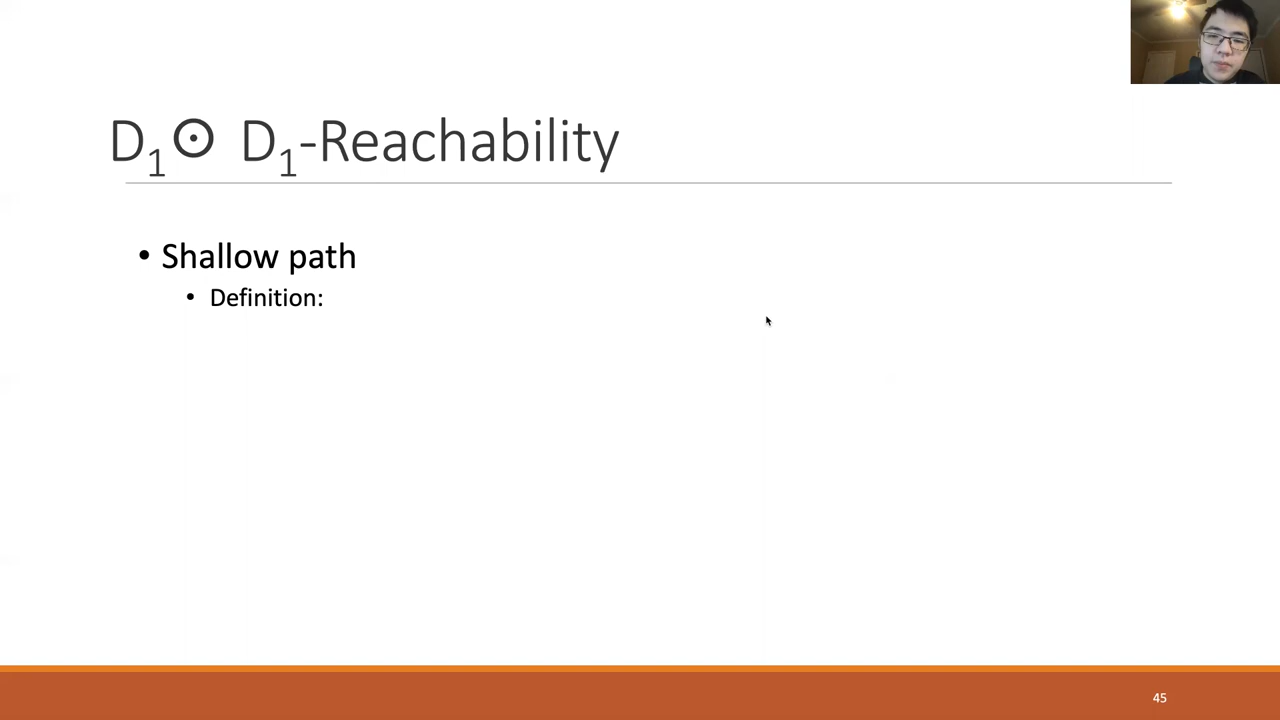 D₁⊙ D₁-Reachability
• Shallow path
• Definition:
45